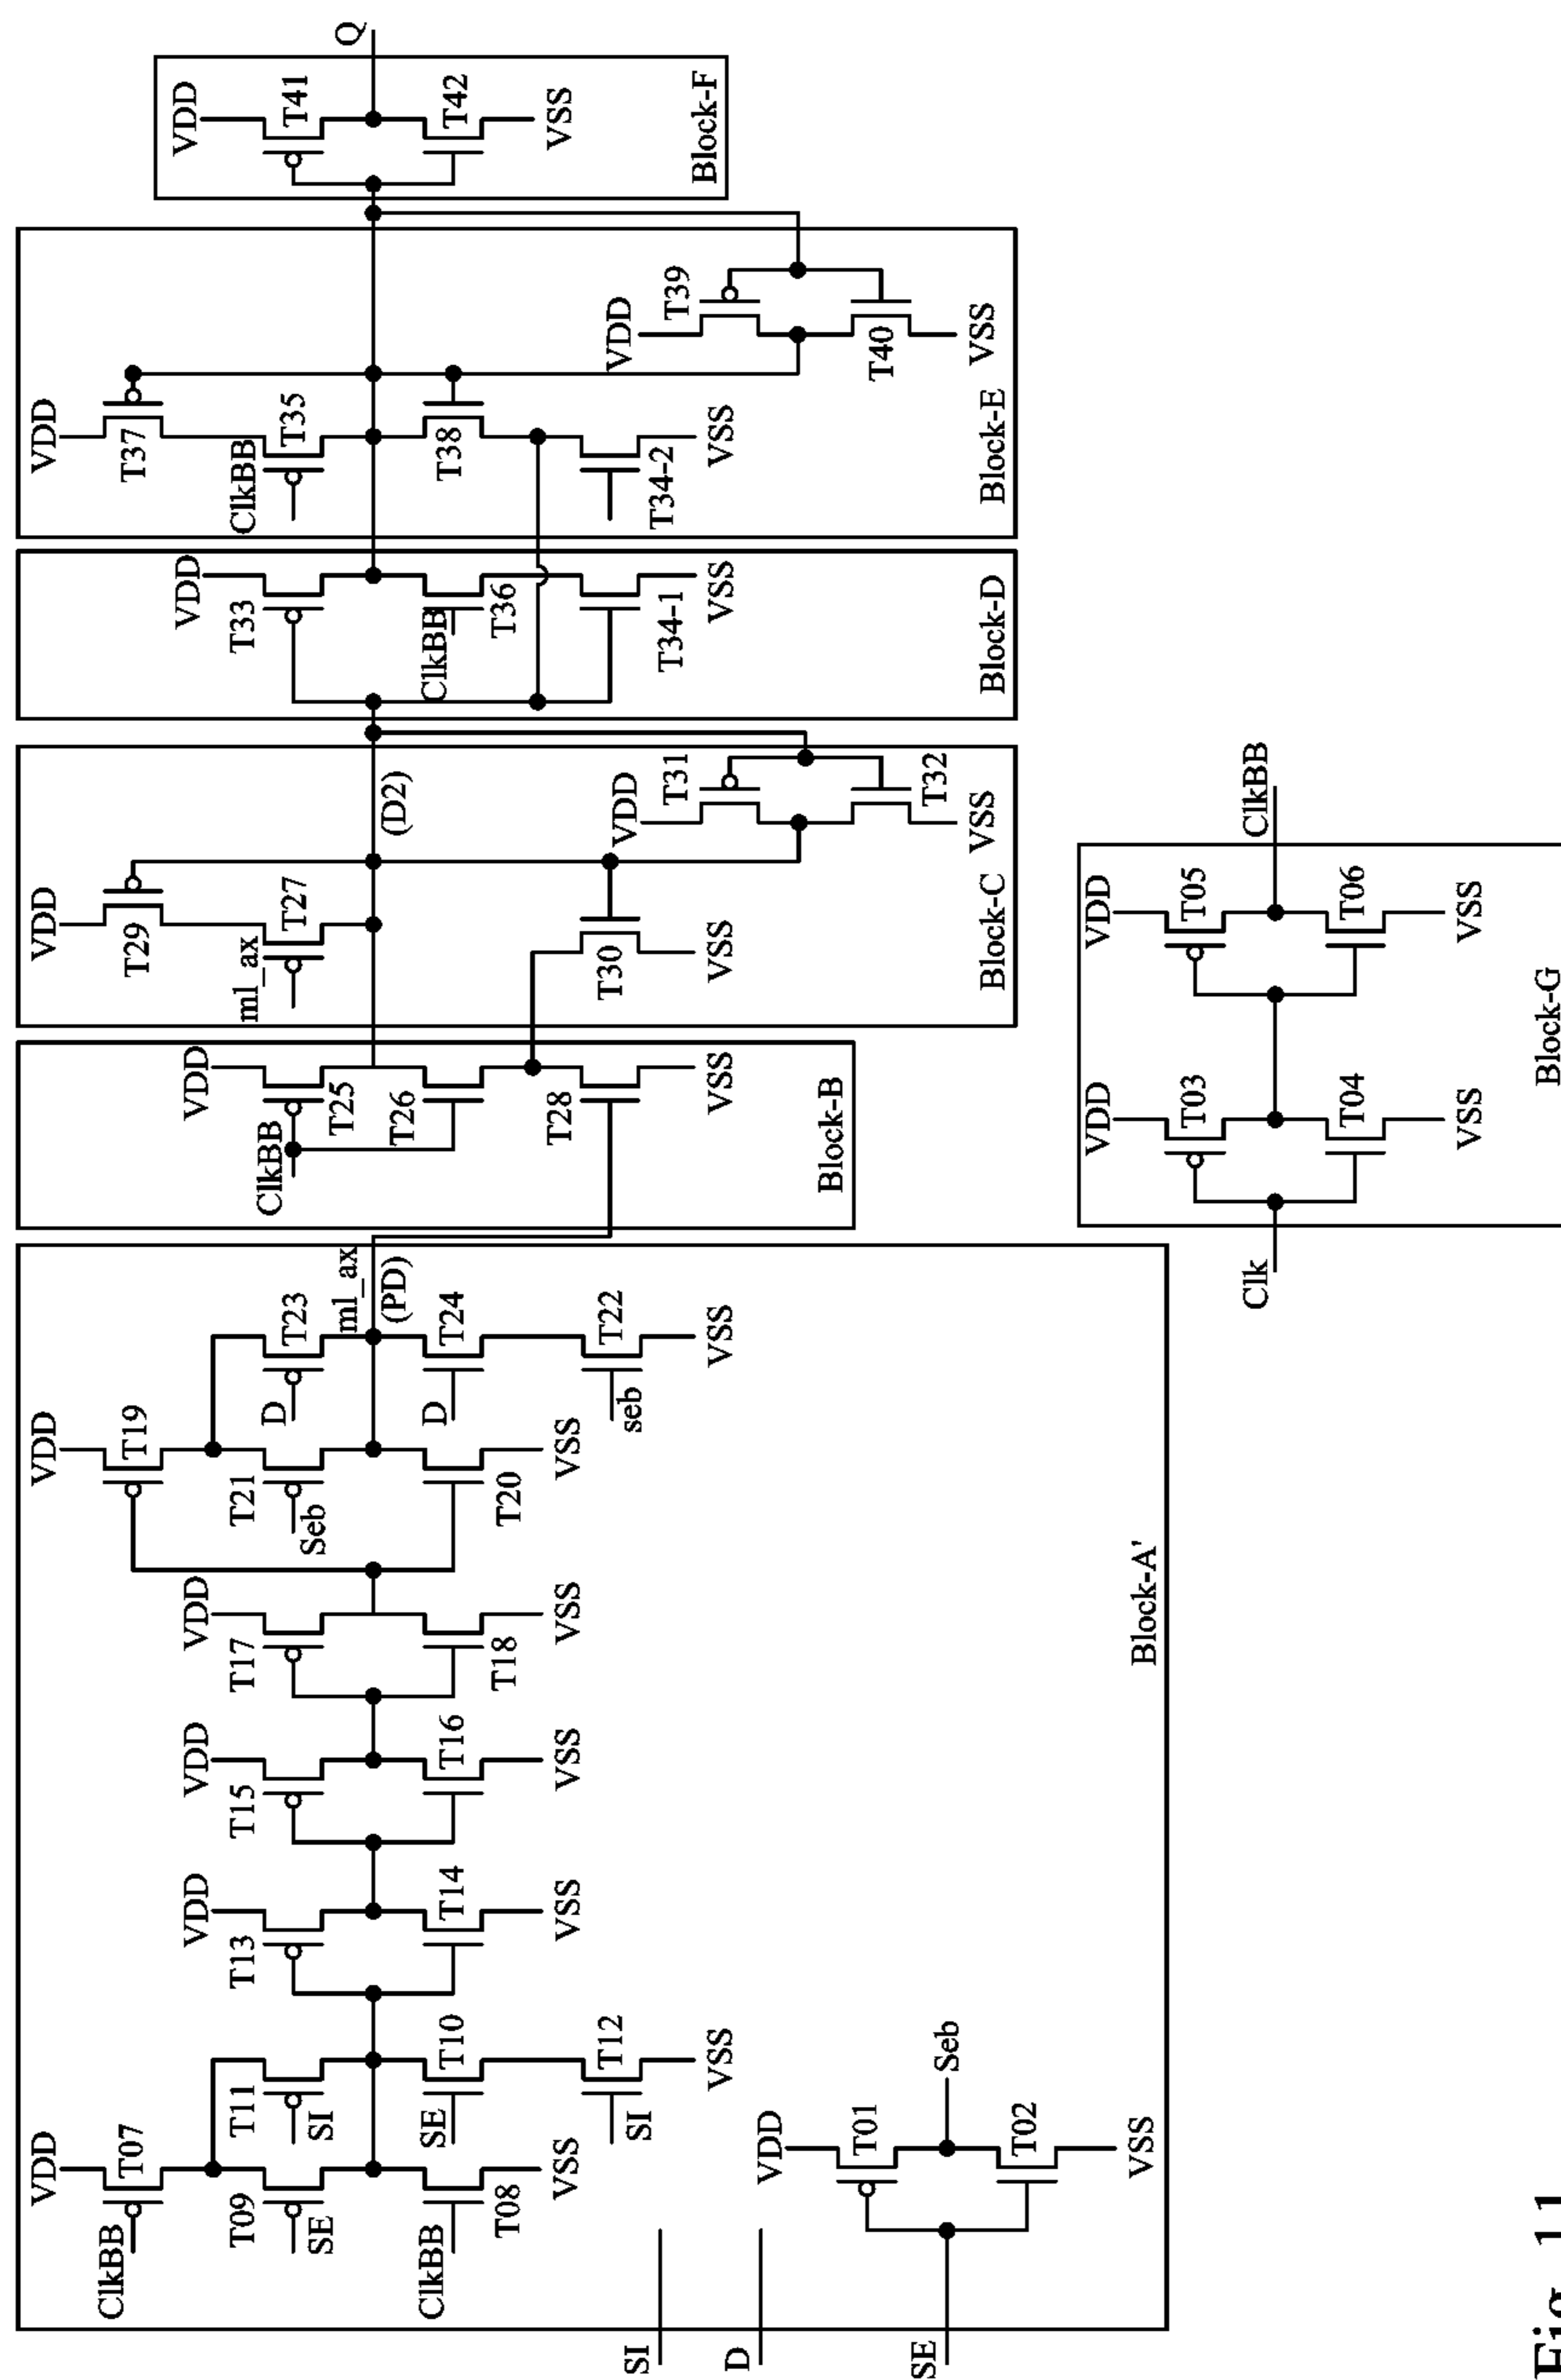 SI
D
SE
VDD
T01
Seb
T02
VSS
ClkBB
VDD
T07
T09
SE
ClkBB
T08
VSS
T11
SI
SE
T10
T12
SI
VSS
VDD
T13
T14
VSS
VDD
T15
T16
VSS
VDD
T17
T18
VSS
VDD
T19
T21
Seb
T20
VSS
D
T23
ml_ax
(PD)
D
T24
T22
seb
VSS
Block-A'
ClkBB
VDD
T25
T26
T28
VSS
Block-B
VDD
T29
ml_ax
T27
(D2)
T30
VSS
VDD
T31
T32
VSS
Block-C
VDD
T33
ClkBB
T36
T34-1
VSS
Block-D
VDD
T37
ClkBB
T35
T38
T34-2
VSS
VDD
T39
T40
VSS
Block-E
VDD
T41
T42
VSS
Block-F
Q
Clk
VDD
T03
T04
VSS
VDD
T05
T06
VSS
ClkBB
Block-G
Fig. 11